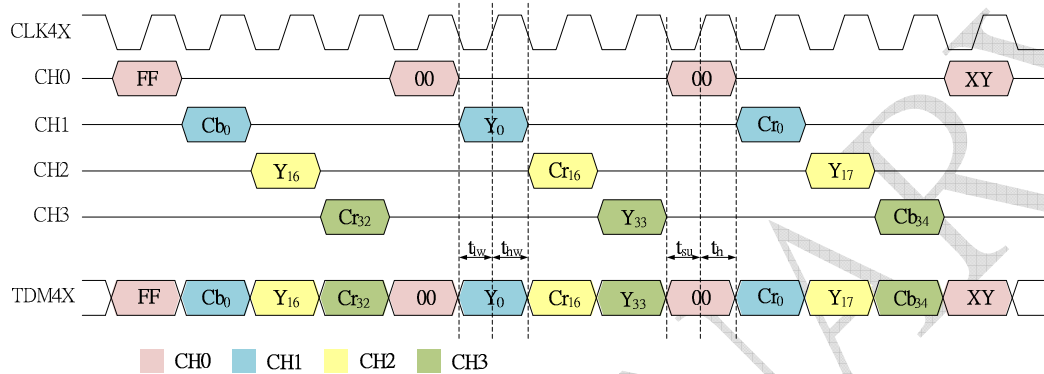 CLK4X
CH0 FF 00 00 XY
CH1 Cb0 Y0 Cr0
CH2 Y16 Cr16 Y17
CH3 Cr32 Y33 Cb34
tlw thw tsu th
TDM4X FF Cb0 Y16 Cr32 00 Y0 Cr16 Y33 00 Cr0 Y17 Cb34 XY
CH0 CH1 CH2 CH3